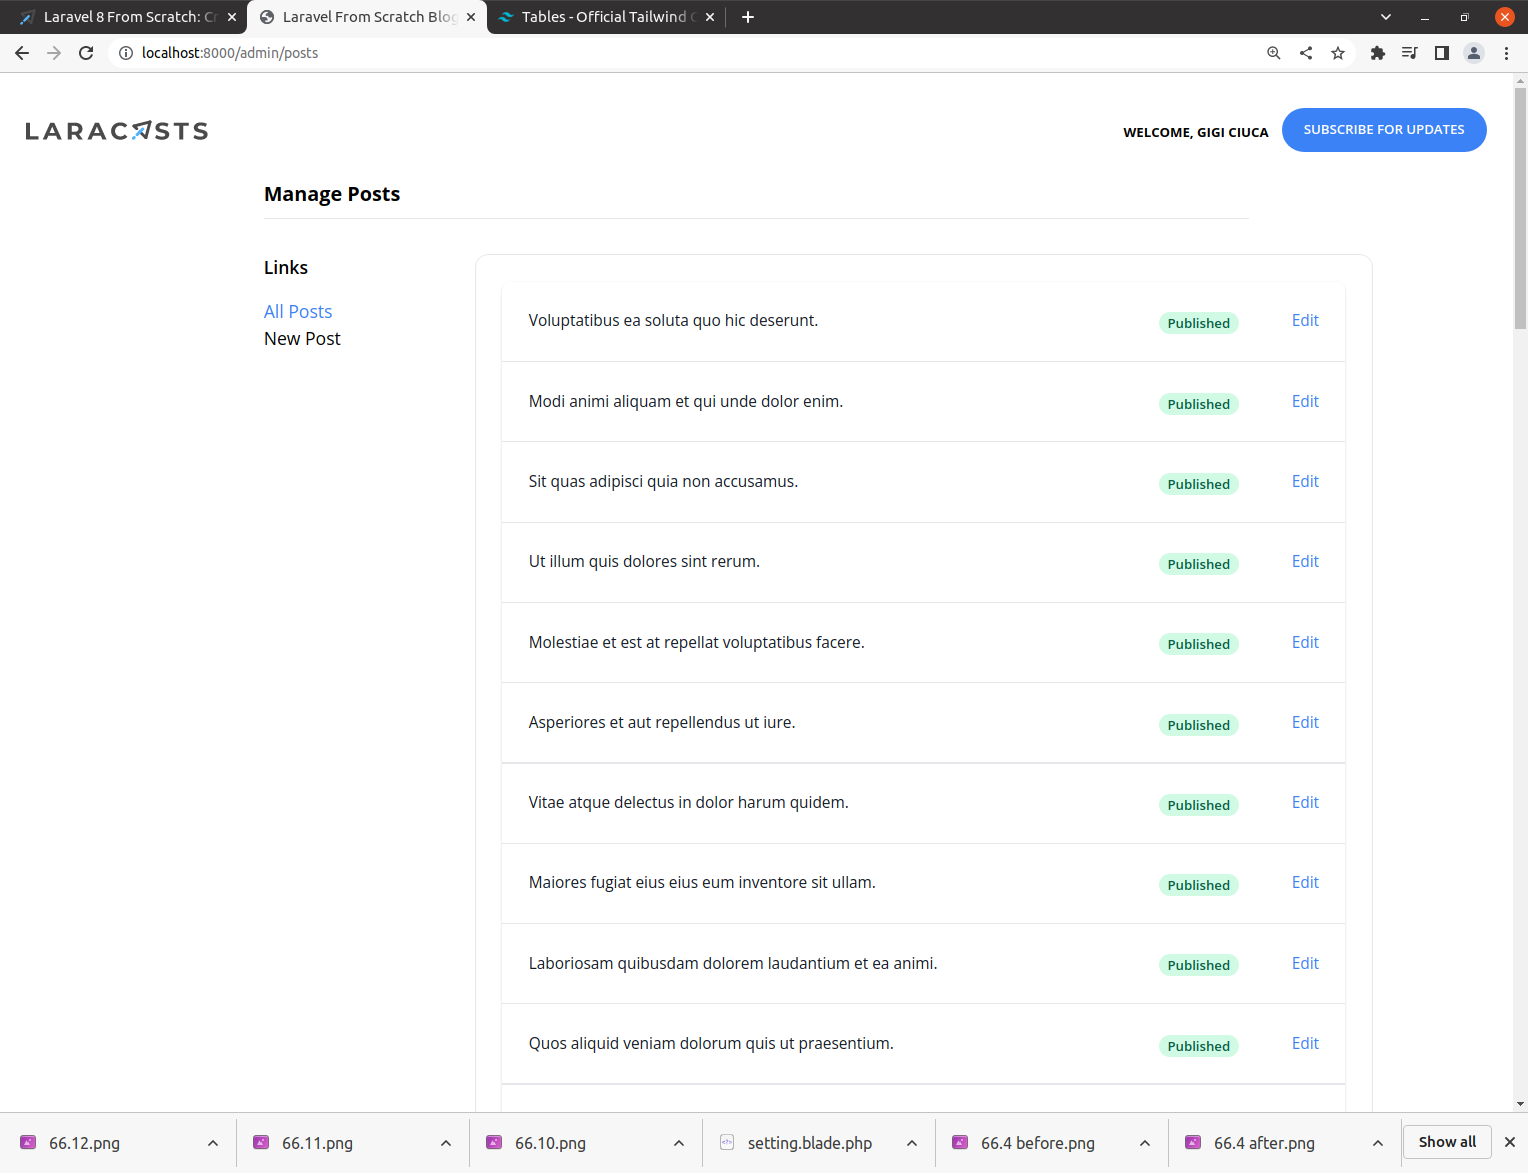 Laravel 8 From Scratch: Cr
Laravel From Scratch Blog
Tables - Official Tailwind C
localhost:8000/admin/posts
LARACASTS
WELCOME, GIGI CIUCA
SUBSCRIBE FOR UPDATES
Manage Posts
Links
All Posts
New Post
Voluptatibus ea soluta quo hic deserunt. Published Edit
Modi animi aliquam et qui unde dolor enim. Published Edit
Sit quas adipisci quia non accusamus. Published Edit
Ut illum quis dolores sint rerum. Published Edit
Molestiae et est at repellat voluptatibus facere. Published Edit
Asperiores et aut repellendus ut iure. Published Edit
Vitae atque delectus in dolor harum quidem. Published Edit
Maiores fugiat eius eius eum inventore sit ullam. Published Edit
Laboriosam quibusdam dolorem laudantium et ea animi. Published Edit
Quos aliquid veniam dolorum quis ut praesentium. Published Edit
66.12.png
66.11.png
66.10.png
setting.blade.php
66.4 before.png
66.4 after.png
Show all